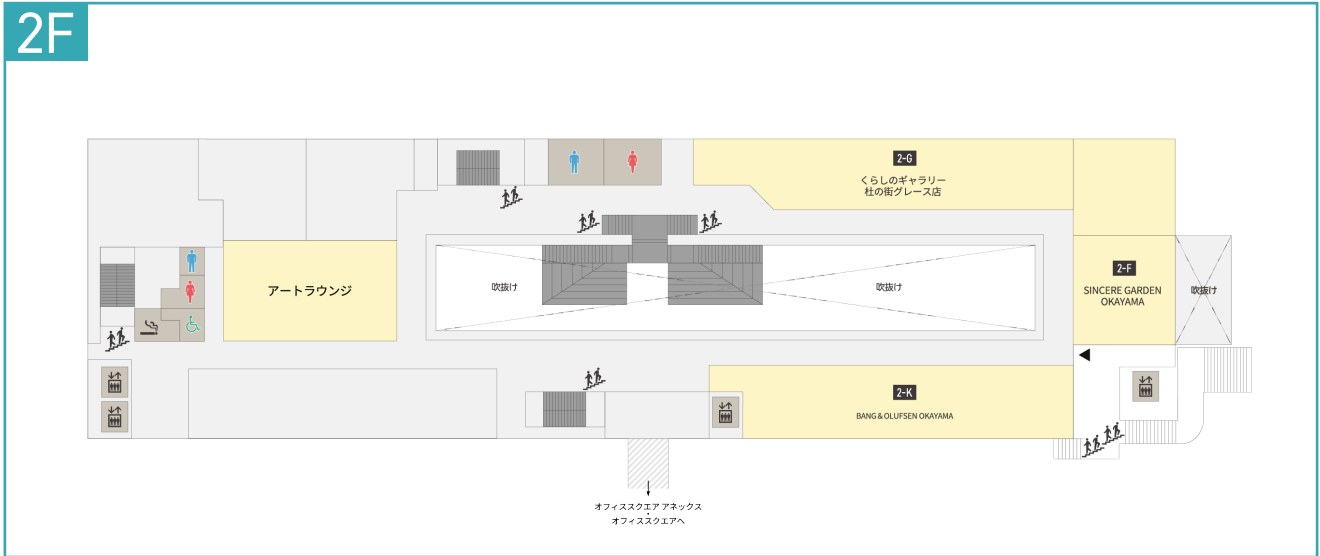 2F
2-G
くらしのギャラリー
杜の街グレース店
2-F
SINCERE GARDEN
OKAYAMA
吹抜け
吹抜け
吹抜け
アートラウンジ
2-K
BANG & OLUFSEN OKAYAMA
オフィススクエア アネックス
・
オフィススクエアへ